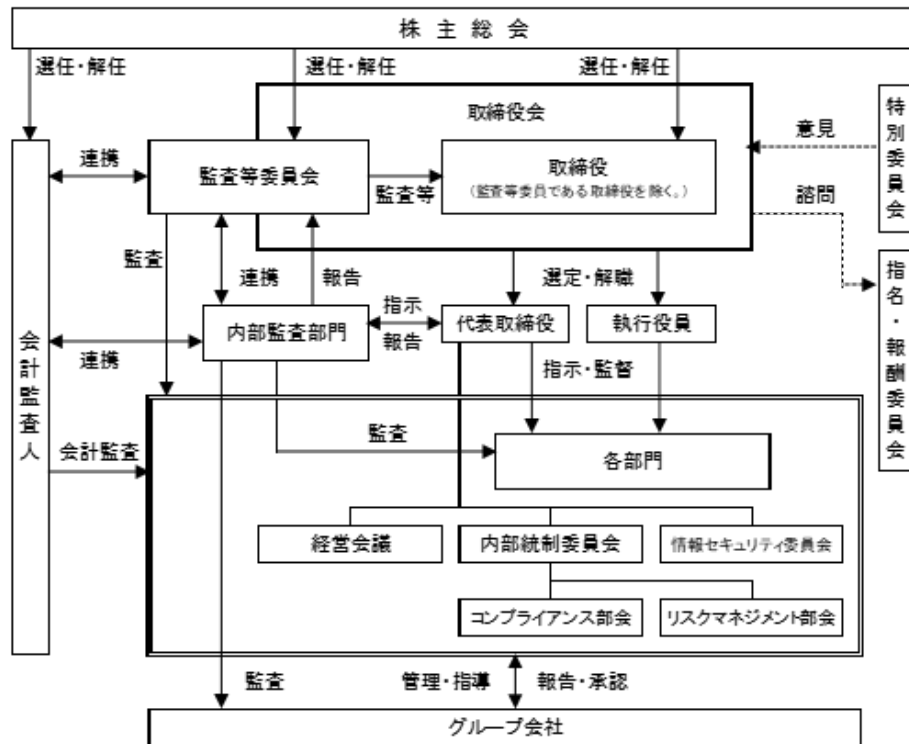 株主総会
選任・解任
選任・解任
選任・解任
取締役会
特別委員会
意見
連携
監査等委員会
監査等
取締役
(監査等委員である取締役を除く。)
諮問
監査
連携
報告
選定・解職
指名・報酬委員会
会計監査人
内部監査部門
指示
報告
代表取締役
執行役員
連携
指示・監督
会計監査
監査
各部門
経営会議
内部統制委員会
情報セキュリティ委員会
コンプライアンス部会
リスクマネジメント部会
監査
管理・指導
報告・承認
グループ会社